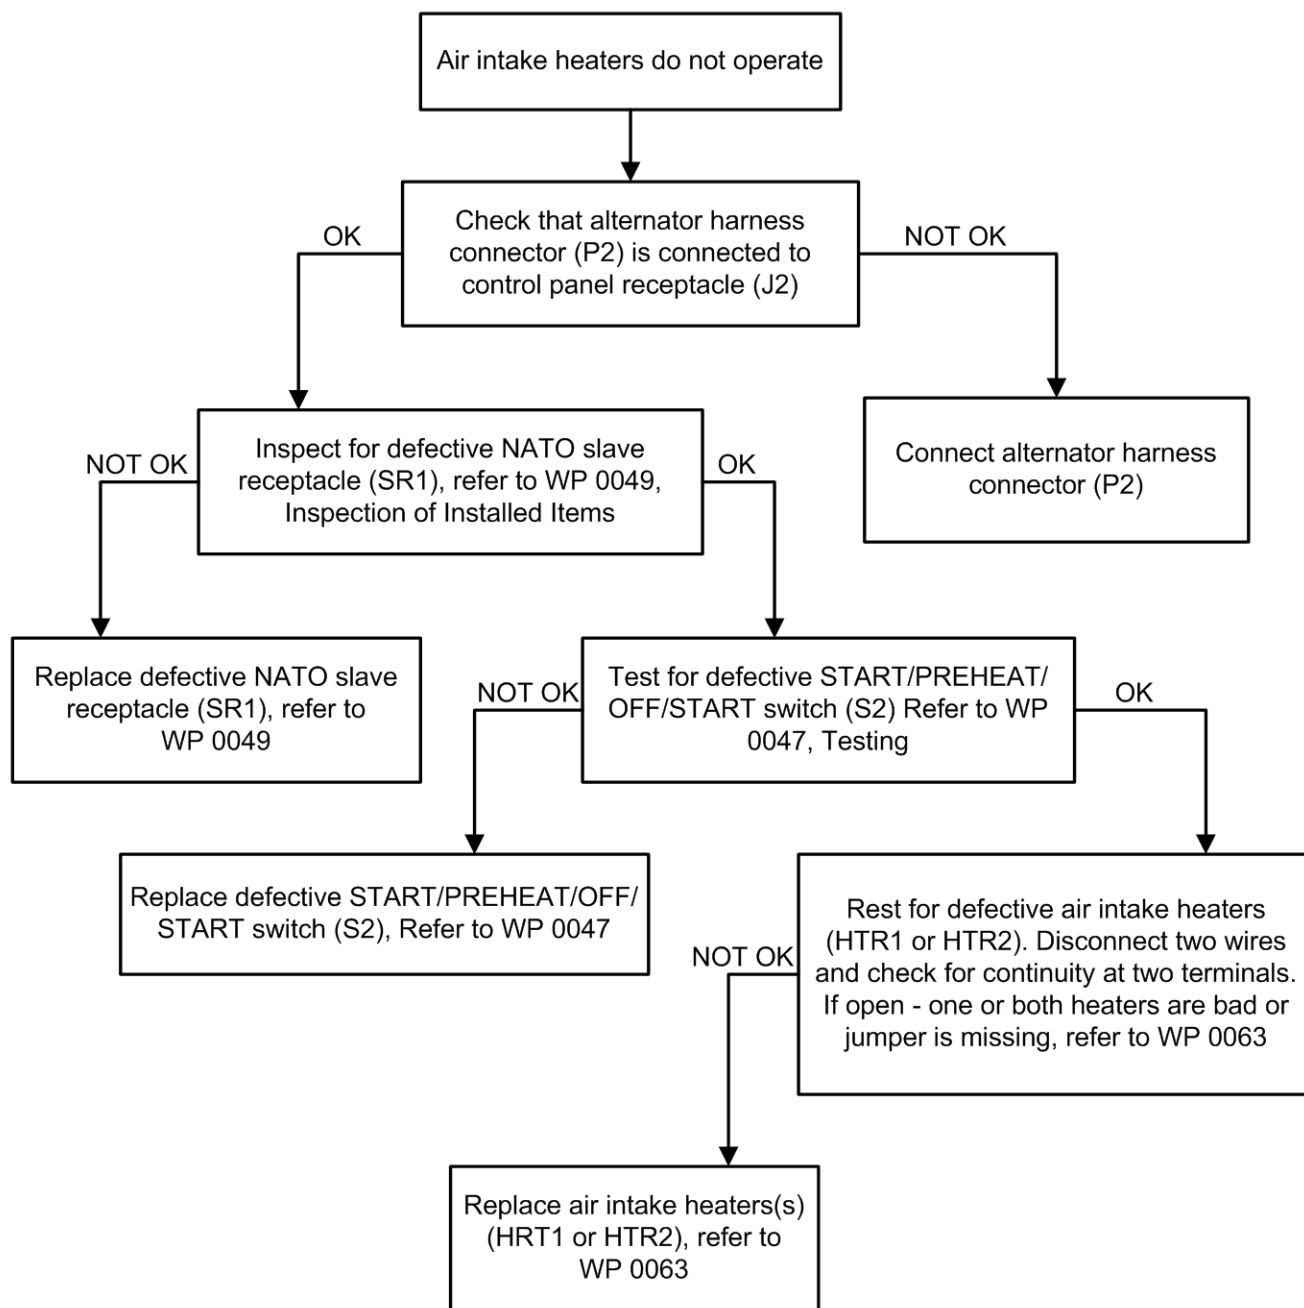 Air intake heaters do not operate
Check that alternator harness
connector (P2) is connected to
control panel receptacle (J2)
OK
NOT OK
Inspect for defective NATO slave
receptacle (SR1), refer to WP 0049,
Inspection of Installed Items
Connect alternator harness
connector (P2)
NOT OK
OK
Replace defective NATO slave
receptacle (SR1), refer to
WP 0049
Test for defective START/PREHEAT/
OFF/START switch (S2) Refer to WP
0047, Testing
NOT OK
OK
Replace defective START/PREHEAT/OFF/
START switch (S2), Refer to WP 0047
Rest for defective air intake heaters
(HTR1 or HTR2). Disconnect two wires
and check for continuity at two terminals.
If open - one or both heaters are bad or
jumper is missing, refer to WP 0063
NOT OK
Replace air intake heaters(s)
(HRT1 or HTR2), refer to
WP 0063